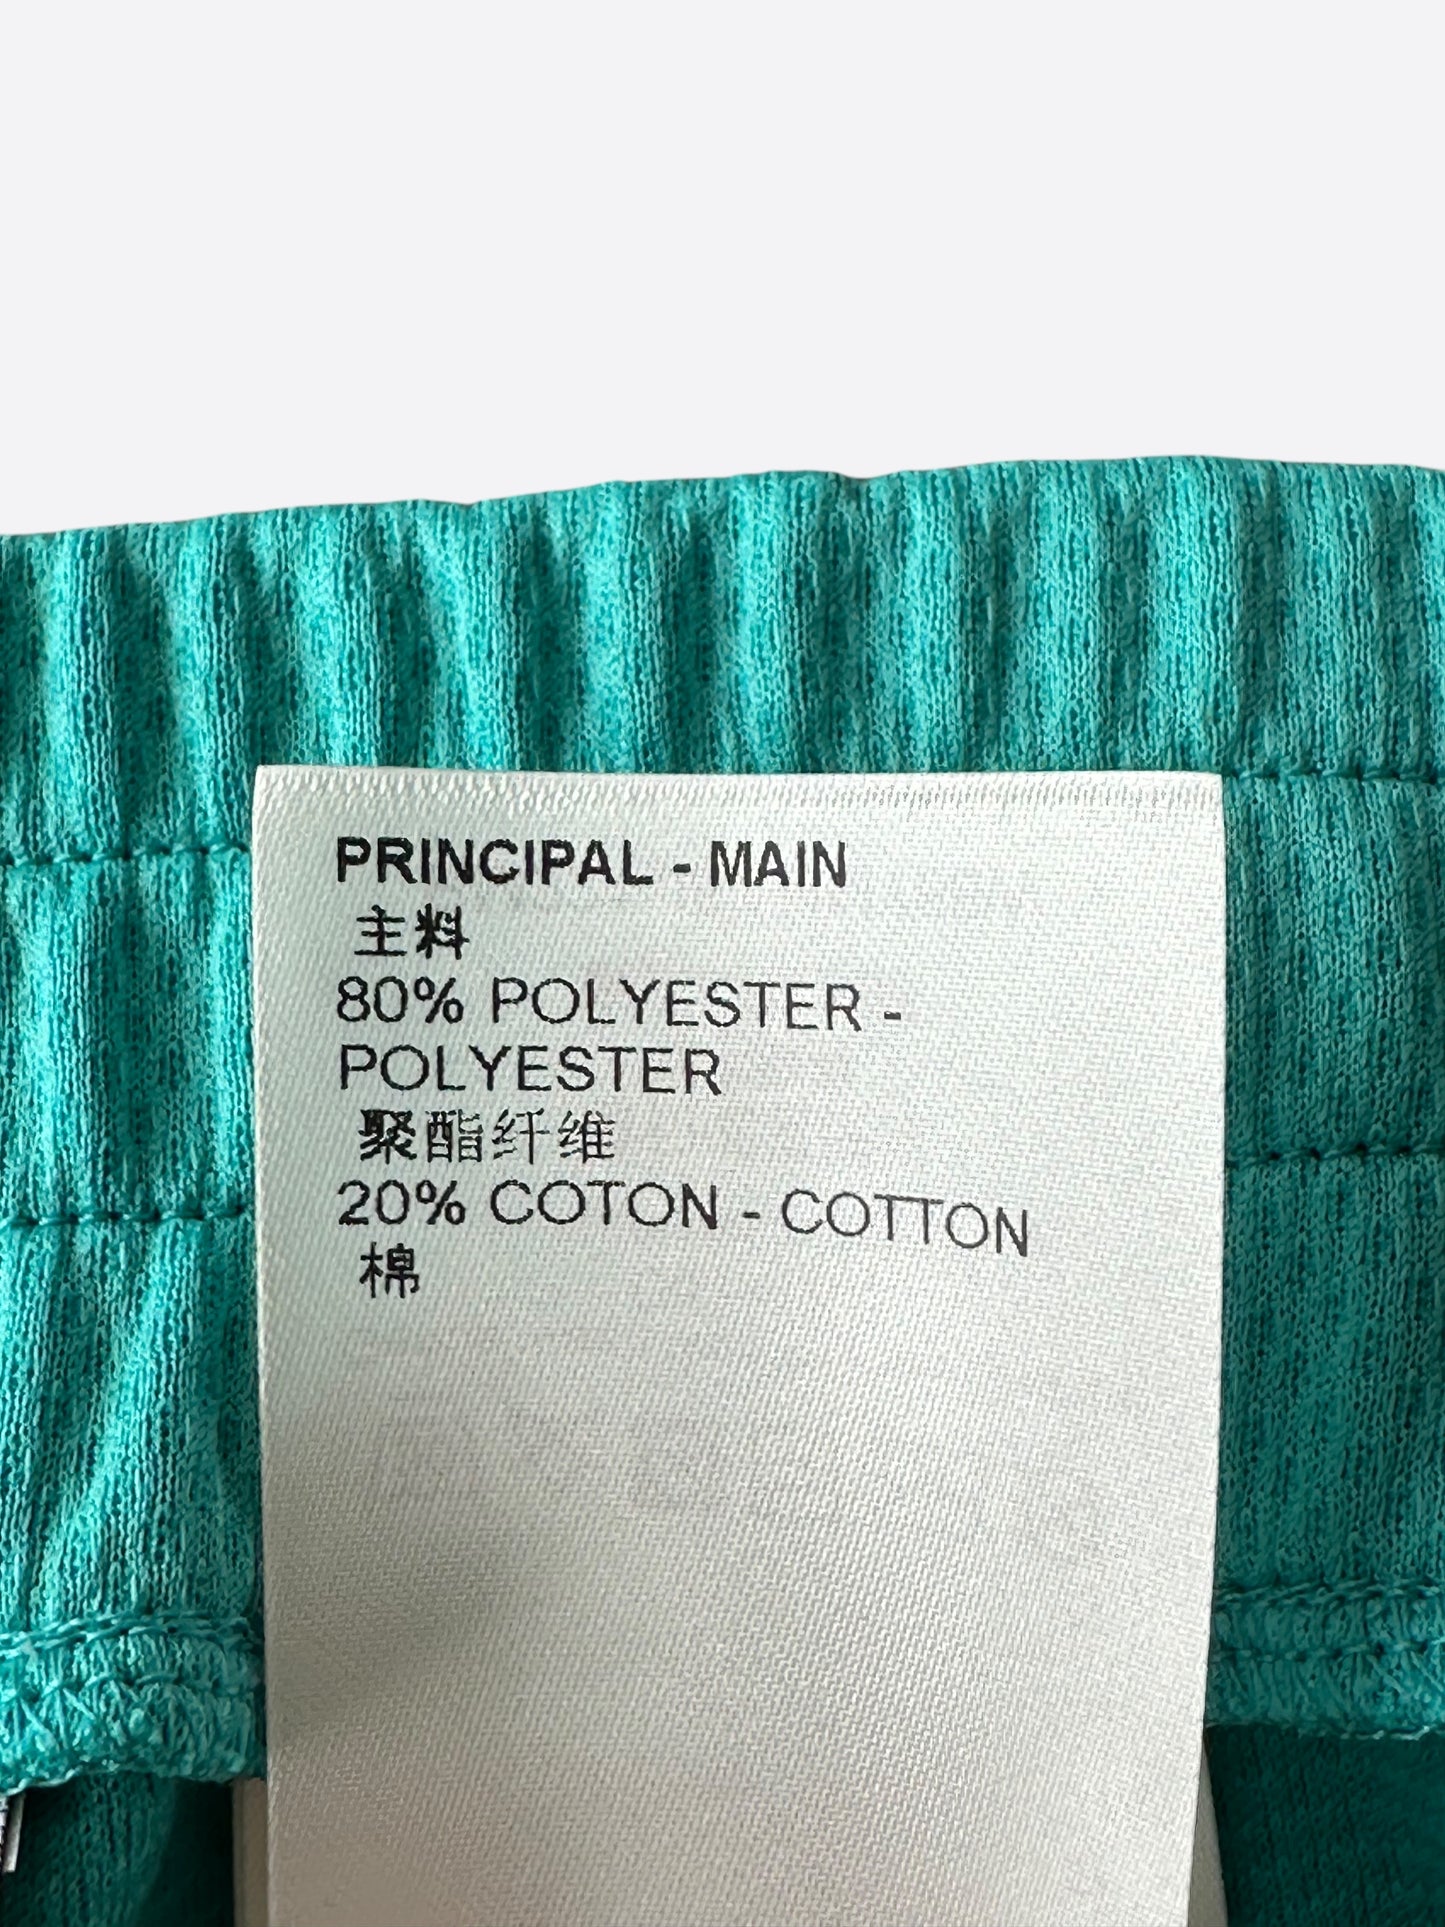 PRINCIPAL - MAIN
主料
80% POLYESTER -
POLYESTER
聚酯纤维
20% COTON - COTTON
棉